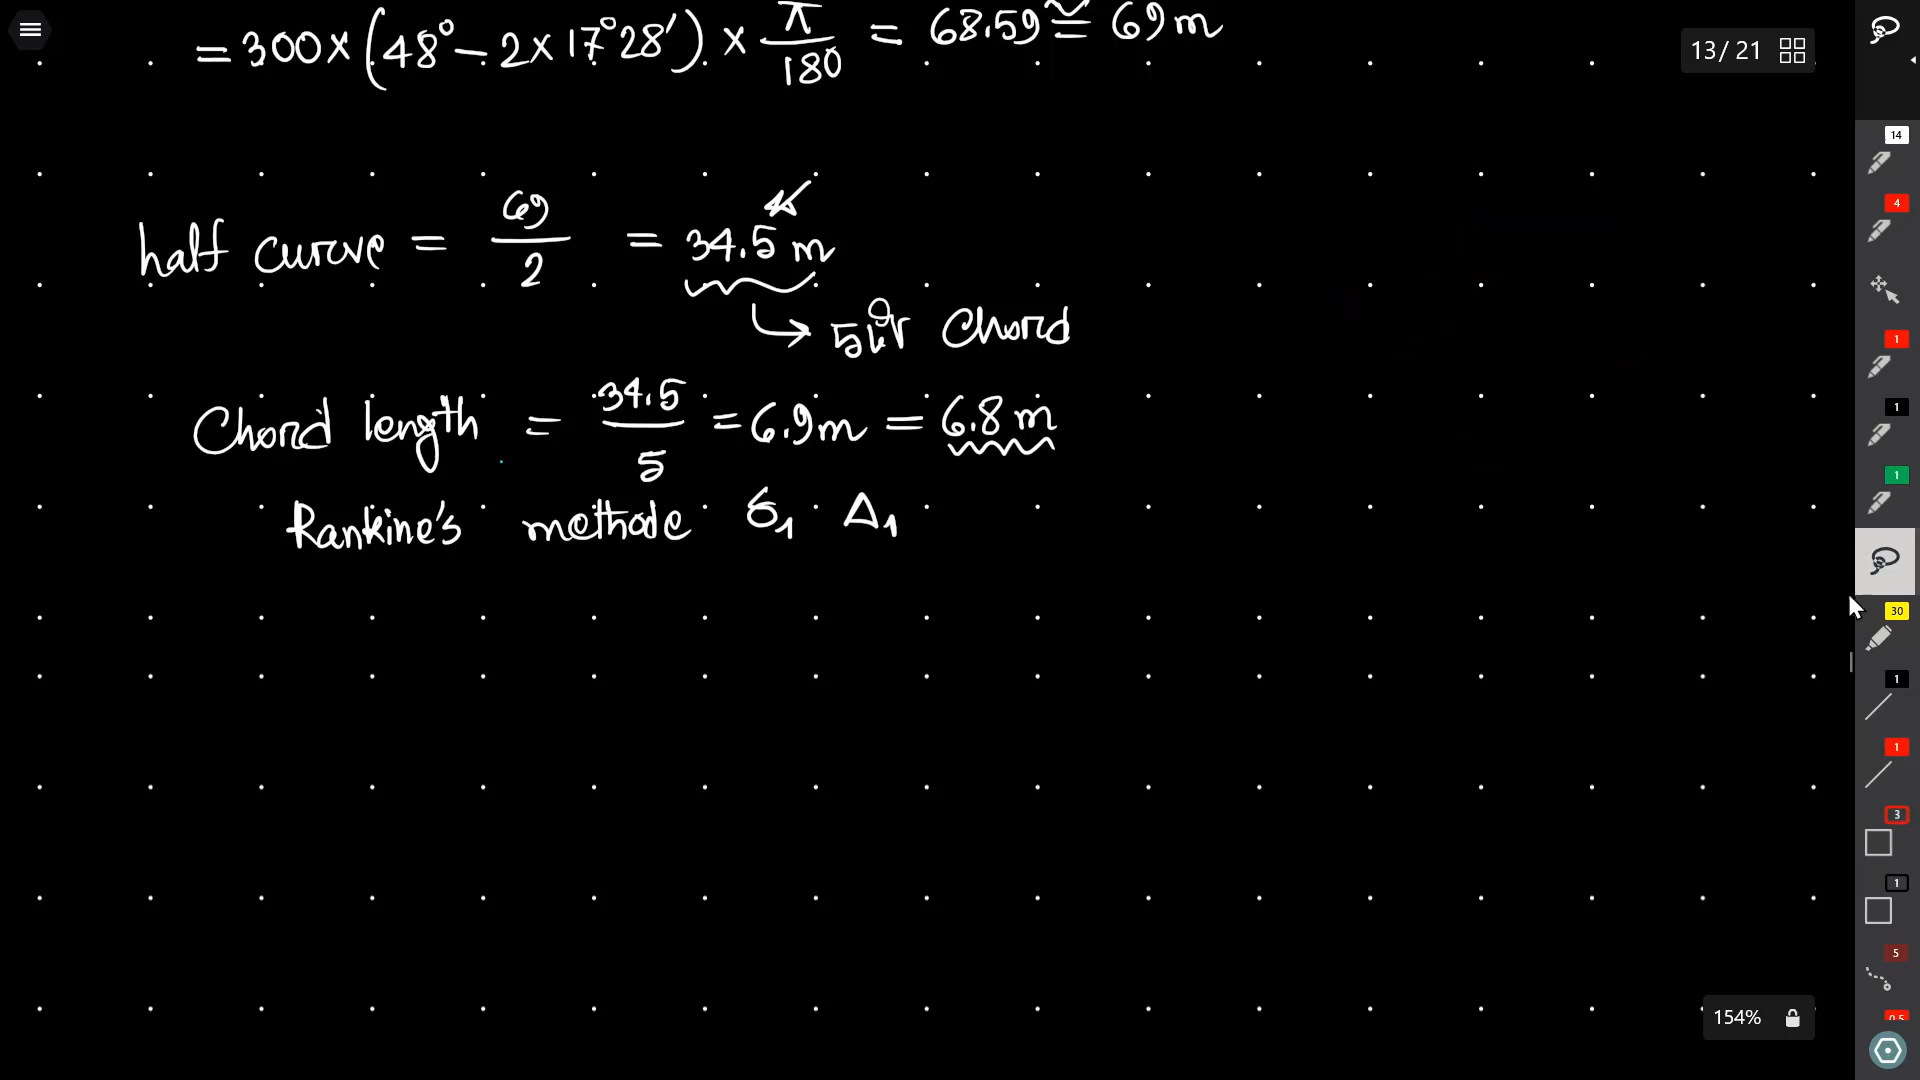 = 300 × (48° − 2 × 17°28′) × π/180 = 68.59 ≅ 69 m
13 / 21
half curve = 69/2 = 34.5 m
↳ 5টি Chord
Chord length = 34.5/5 = 6.9 m = 6.8 m
Rankine's methode δ₁ Δ₁
14
4
1
1
1
30
1
1
3
1
5
0.5
154%